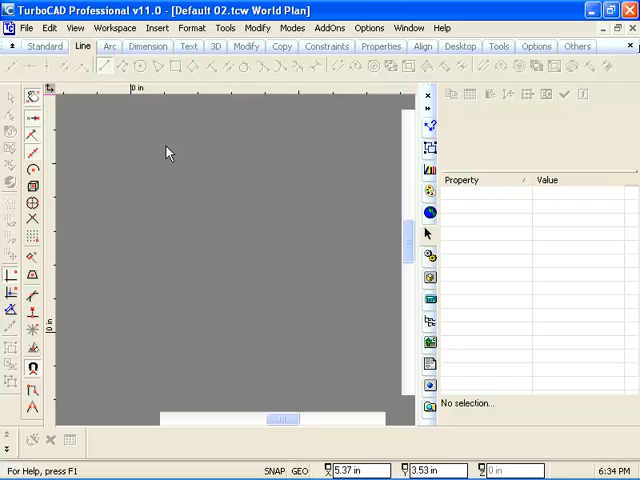 TurboCAD Professional v11.0 - [Default 02.tcw World Plan]
File Edit View Workspace Insert Format Tools Modify Modes AddOns Options Window Help
Standard Line Arc Dimension Text 3D Modify Copy Constraints Properties Align Desktop Tools Options Others
0 in
Property / Value
0 in
No selection...
For Help, press F1 SNAP GEO X 5.37 in Y 3.53 in Z 0 in 6:34 PM